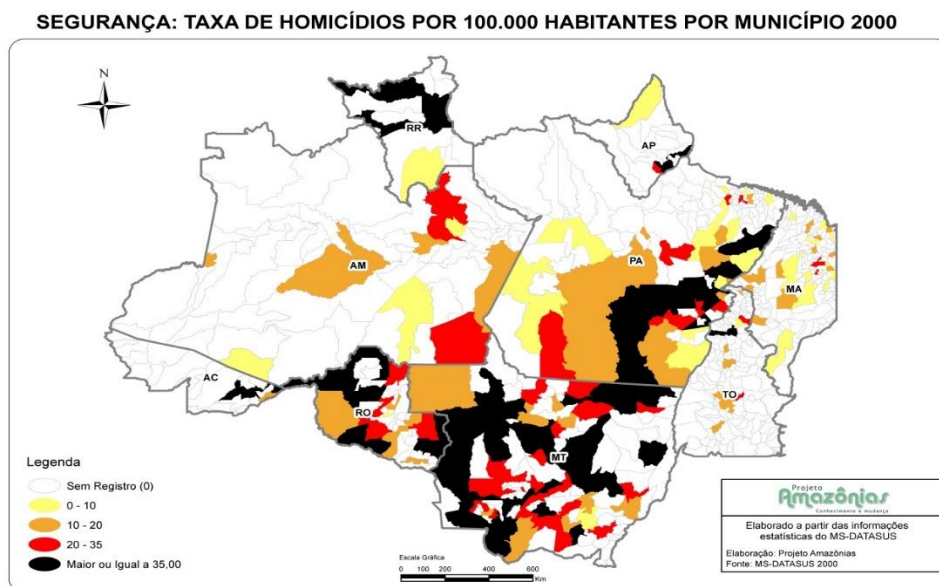 SEGURANÇA: TAXA DE HOMICÍDIOS POR 100.000 HABITANTES POR MUNICÍPIO 2000
N
RR
AP
AM
PA
MA
AC
RO
TO
MT
Legenda
Sem Registro (0)
0 - 10
10 - 20
20 - 35
Maior ou Igual a 35,00
Escala Gráfica
0 100 200 400 600
Km
Projeto
Amazônias
Conhecimento e mudança
Elaborado a partir das informações
estatísticas do MS-DATASUS
Elaboração: Projeto Amazônias
Fonte: MS-DATASUS 2000